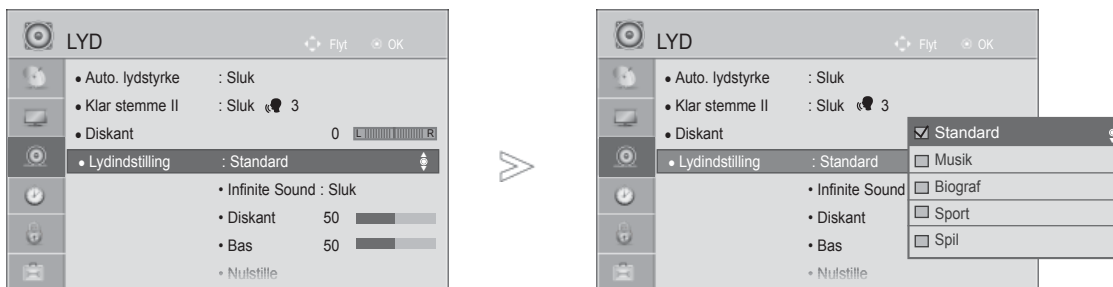 LYD
Flyt OK
• Auto. lydstyrke : Sluk
• Klar stemme II : Sluk 3
• Diskant 0 L R
• Lydindstilling : Standard
• Infinite Sound : Sluk
• Diskant 50
• Bas 50
• Nulstille
LYD
Flyt OK
• Auto. lydstyrke : Sluk
• Klar stemme II : Sluk 3
• Diskant
• Lydindstilling : Standard
• Infinite Sound
• Diskant
• Bas
• Nulstille
Standard
Musik
Biograf
Sport
Spil